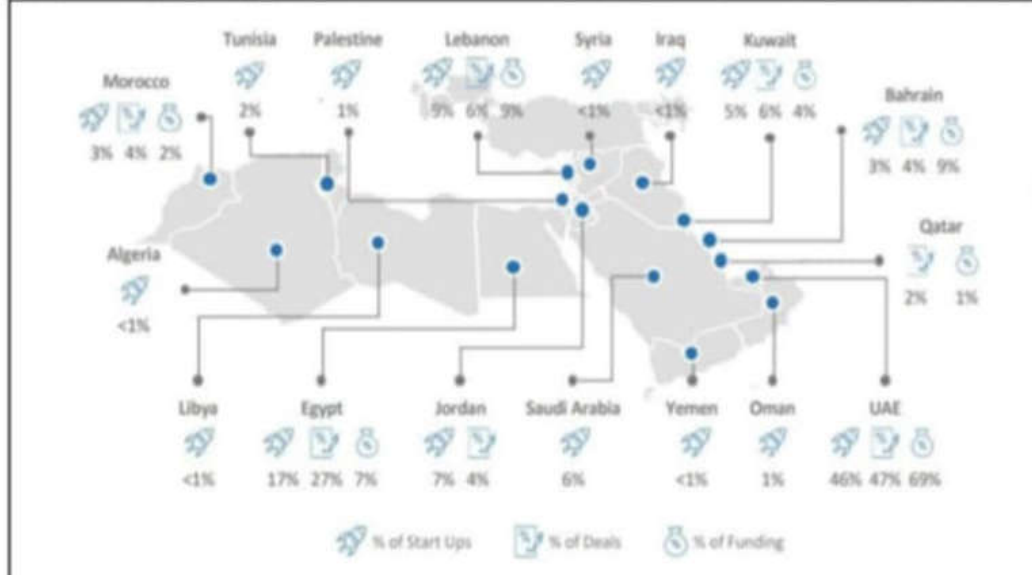 Tunisia
2%
Palestine
1%
Lebanon
9% 6% 9%
Syria
<1%
Iraq
<1%
Kuwait
5% 6% 4%
Morocco
3% 4% 2%
Bahrain
3% 4% 9%
Qatar
2% 1%
Algeria
<1%
Libya
<1%
Egypt
17% 27% 7%
Jordan
7% 4%
Saudi Arabia
6%
Yemen
<1%
Oman
1%
UAE
46% 47% 69%
% of Start Ups
% of Deals
% of Funding